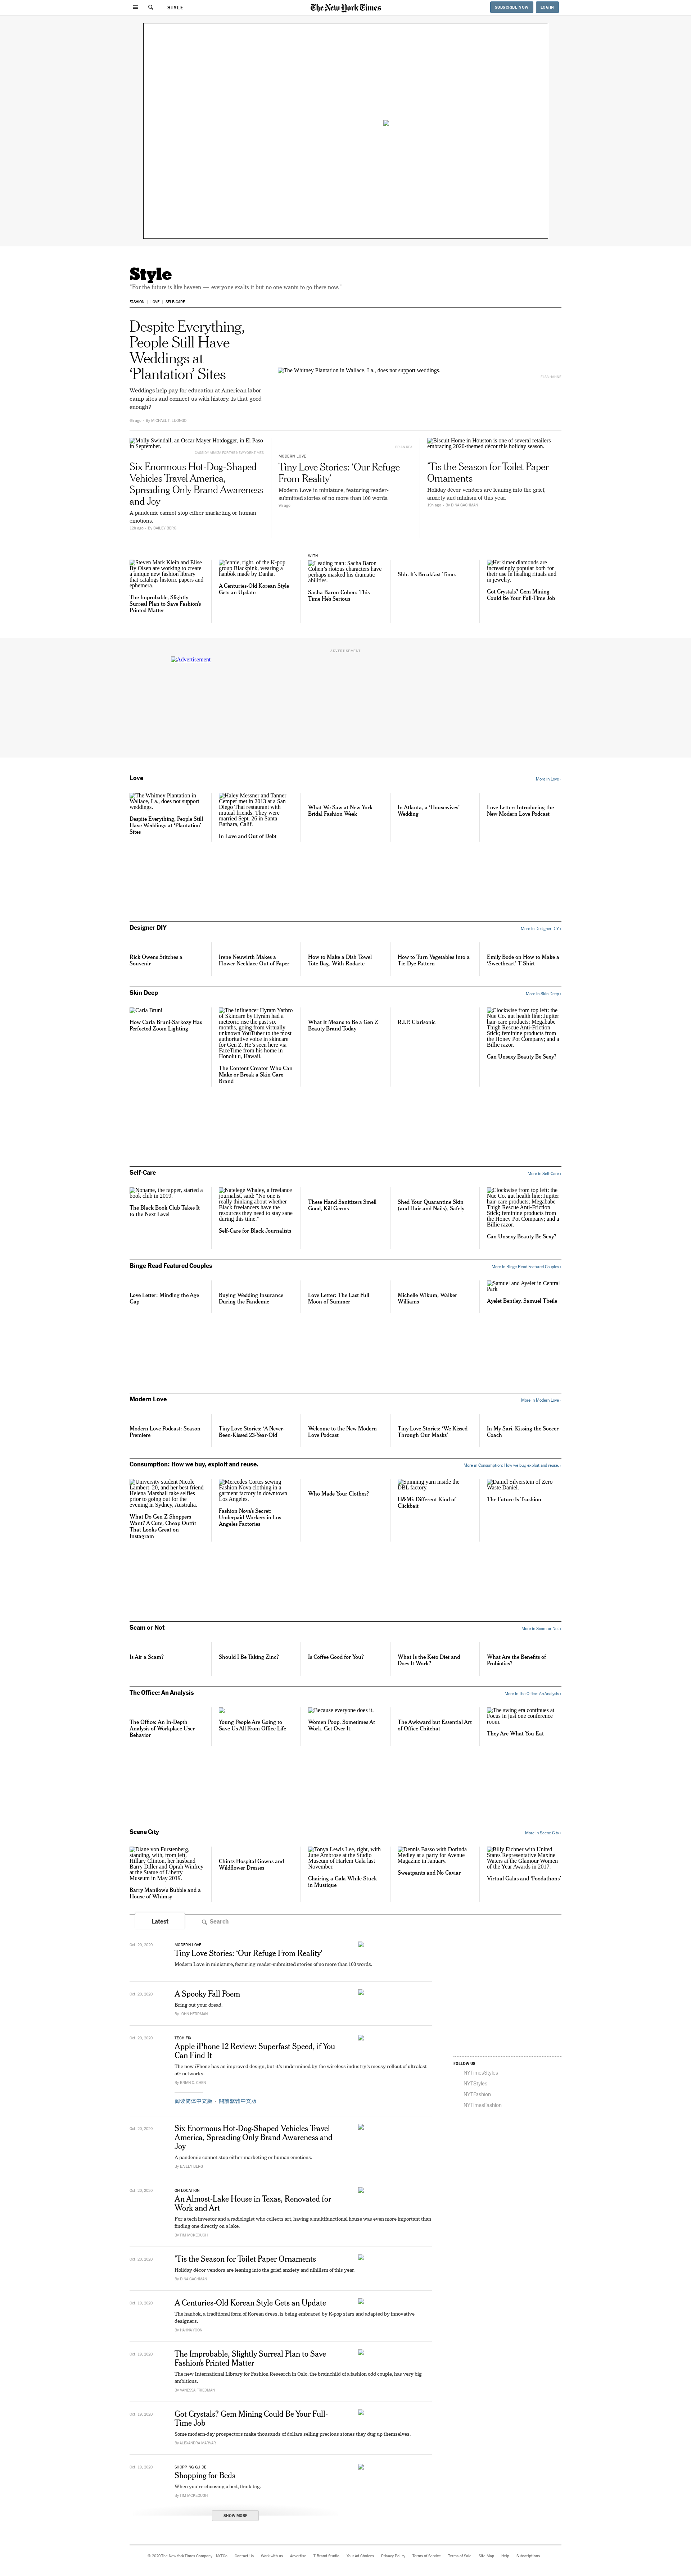 STYLE
The New York Times
SUBSCRIBE NOW
LOG IN
Style
“For the future is like heaven — everyone exalts it but no one wants to go there now.”
FASHION LOVE SELF-CARE
Despite Everything,
People Still Have
Weddings at
‘Plantation’ Sites
Weddings help pay for education at American labor
camp sites and connect us with history. Is that good
enough?
The Whitney Plantation in Wallace, La., does not support weddings.
Molly Swindall, an Oscar Mayer Hotdogger, in El Paso
in September.
Six Enormous Hot-Dog-Shaped
Vehicles Travel America,
Spreading Only Brand Awareness
and Joy
A pandemic cannot stop either marketing or human
emotions.
12h ago · By BAILEY BERG
MODERN LOVE
Tiny Love Stories: ‘Our Refuge
From Reality’
Modern Love in miniature, featuring reader-
submitted stories of no more than 100 words.
Biscuit Home in Houston is one of several retailers
embracing 2020-themed décor this holiday season.
’Tis the Season for Toilet Paper
Ornaments
Holiday décor vendors are leaning into the grief,
anxiety and nihilism of this year.
Steven Mark Klein and Elise
By Olsen are working to create
a unique new fashion library
that catalogs historic papers and
ephemera.
The Improbable, Slightly
Surreal Plan to Save Fashion’s
Printed Matter
Jennie, right, of the K-pop
group Blackpink, wearing a
hanbok made by Danha.
A Centuries-Old Korean Style
Gets an Update
WITH ...
Leading man: Sacha Baron
Cohen’s riotous characters have
perhaps masked his dramatic
abilities.
Sacha Baron Cohen: This
Time He’s Serious
Shh. It’s Breakfast Time.
Herkimer diamonds are
increasingly popular both for
their use in healing rituals and
in jewelry.
Got Crystals? Gem Mining
Could Be Your Full-Time Job
ADVERTISEMENT
Advertisement
Love
More in Love ›
The Whitney Plantation in
Wallace, La., does not support
weddings.
Despite Everything, People Still
Have Weddings at ‘Plantation’
Sites
Haley Messner and Tanner
Cemper met in 2013 at a San
Diego Thai restaurant with
mutual friends. They were
married Sept. 26 in Santa
Barbara, Calif.
In Love and Out of Debt
What We Saw at New York
Bridal Fashion Week
In Atlanta, a ‘Housewives’
Wedding
Love Letter: Introducing the
New Modern Love Podcast
Designer DIY
More in Designer DIY ›
Rick Owens Stitches a
Souvenir
Irene Neuwirth Makes a
Flower Necklace Out of Paper
How to Make a Dish Towel
Tote Bag, With Rodarte
How to Turn Vegetables Into a
Tie-Dye Pattern
Emily Bode on How to Make a
‘Sweetheart’ T-Shirt
Skin Deep
More in Skin Deep ›
Carla Bruni
How Carla Bruni-Sarkozy Has
Perfected Zoom Lighting
The influencer Hyram Yarbro
of Skincare by Hyram had a
meteoric rise the past six
months, going from virtually
unknown YouTuber to the most
authoritative voice in skincare
for Gen Z. He’s seen here via
FaceTime from his home in
Honolulu, Hawaii.
The Content Creator Who Can
Make or Break a Skin Care
Brand
What It Means to Be a Gen Z
Beauty Brand Today
R.I.P. Clarisonic
Clockwise from top left: the
Nue Co. gut health line; Jupiter
hair-care products; Megababe
Thigh Rescue Anti-Friction
Stick; feminine products from
the Honey Pot Company; and a
Billie razor.
Can Unsexy Beauty Be Sexy?
Self-Care
More in Self-Care ›
Noname, the rapper, started a
book club in 2019.
The Black Book Club Takes It
to the Next Level
Natelegé Whaley, a freelance
journalist, said: “No one is
really thinking about whether
Black freelancers have the
resources they need to stay sane
during this time.”
Self-Care for Black Journalists
These Hand Sanitizers Smell
Good, Kill Germs
Shed Your Quarantine Skin
(and Hair and Nails), Safely
Clockwise from top left: the
Nue Co. gut health line; Jupiter
hair-care products; Megababe
Thigh Rescue Anti-Friction
Stick; feminine products from
the Honey Pot Company; and a
Billie razor.
Can Unsexy Beauty Be Sexy?
Binge Read Featured Couples
More in Binge Read Featured Couples ›
Love Letter: Minding the Age
Gap
Buying Wedding Insurance
During the Pandemic
Love Letter: The Last Full
Moon of Summer
Michelle Wikum, Walker
Williams
Samuel and Ayelet in Central
Park
Ayelet Bentley, Samuel Theile
Modern Love
More in Modern Love ›
Modern Love Podcast: Season
Premiere
Tiny Love Stories: ‘A Never-
Been-Kissed 23-Year-Old’
Welcome to the New Modern
Love Podcast
Tiny Love Stories: ‘We Kissed
Through Our Masks’
In My Sari, Kissing the Soccer
Coach
Consumption: How we buy, exploit and reuse.
More in Consumption: How we buy, exploit and reuse. ›
University student Nicole
Lambert, 20, and her best friend
Helena Marshall take selfies
prior to going out for the
evening in Sydney, Australia.
What Do Gen Z Shoppers
Want? A Cute, Cheap Outfit
That Looks Great on
Instagram
Mercedes Cortes sewing
Fashion Nova clothing in a
garment factory in downtown
Los Angeles.
Fashion Nova’s Secret:
Underpaid Workers in Los
Angeles Factories
Who Made Your Clothes?
Spinning yarn inside the
DBL factory.
H&M’s Different Kind of
Clickbait
Daniel Silverstein of Zero
Waste Daniel.
The Future Is Trashion
Scam or Not
More in Scam or Not ›
Is Air a Scam?
Should I Be Taking Zinc?
Is Coffee Good for You?
What Is the Keto Diet and
Does It Work?
What Are the Benefits of
Probiotics?
The Office: An Analysis
More in The Office: An Analysis ›
The Office: An In-Depth
Analysis of Workplace User
Behavior
Young People Are Going to
Save Us All From Office Life
Because everyone does it.
Women Poop. Sometimes At
Work. Get Over It.
The Awkward but Essential Art
of Office Chitchat
The swing era continues at
Focus in just one conference
room.
They Are What You Eat
Scene City
More in Scene City ›
Diane von Furstenberg,
standing, with, from left,
Hillary Clinton, her husband
Barry Diller and Oprah Winfrey
at the Statue of Liberty
Museum in May 2019.
Barry Manilow’s Bubble and a
House of Whimsy
Chintz Hospital Gowns and
Wildflower Dresses
Tonya Lewis Lee, right, with
June Ambrose at the Studio
Museum of Harlem Gala last
November.
Chairing a Gala While Stuck
in Mustique
Dennis Basso with Dorinda
Medley at a party for Avenue
Magazine in January.
Sweatpants and No Caviar
Billy Eichner with United
States Representative Maxine
Waters at the Glamour Women
of the Year Awards in 2017.
Virtual Galas and ‘Foodathons’
Latest
Search
Oct. 20, 2020
MODERN LOVE
Tiny Love Stories: ‘Our Refuge From Reality’
Modern Love in miniature, featuring reader-submitted stories of no more than 100 words.
Oct. 20, 2020
A Spooky Fall Poem
Bring out your dread.
By JOHN HERRMAN
Oct. 20, 2020
TECH FIX
Apple iPhone 12 Review: Superfast Speed, if You
Can Find It
The new iPhone has an improved design, but it’s undermined by the wireless industry’s messy rollout of ultrafast
5G networks.
By BRIAN X. CHEN
阅读简体中文版 · 閱讀繁體中文版
Oct. 20, 2020
Six Enormous Hot-Dog-Shaped Vehicles Travel
America, Spreading Only Brand Awareness and
Joy
A pandemic cannot stop either marketing or human emotions.
By BAILEY BERG
Oct. 20, 2020
ON LOCATION
An Almost-Lake House in Texas, Renovated for
Work and Art
For a tech investor and a radiologist who collects art, having a multifunctional house was even more important than
finding one directly on a lake.
By TIM MCKEOUGH
Oct. 20, 2020
’Tis the Season for Toilet Paper Ornaments
Holiday décor vendors are leaning into the grief, anxiety and nihilism of this year.
Oct. 19, 2020
A Centuries-Old Korean Style Gets an Update
The hanbok, a traditional form of Korean dress, is being embraced by K-pop stars and adapted by innovative
designers.
Oct. 19, 2020
The Improbable, Slightly Surreal Plan to Save
Fashion’s Printed Matter
The new International Library for Fashion Research in Oslo, the brainchild of a fashion odd couple, has very big
ambitions.
By VANESSA FRIEDMAN
Oct. 19, 2020
Got Crystals? Gem Mining Could Be Your Full-
Time Job
Some modern-day prospectors make thousands of dollars selling precious stones they dug up themselves.
Oct. 19, 2020
SHOPPING GUIDE
Shopping for Beds
When you’re choosing a bed, think big.
By TIM MCKEOUGH
SHOW MORE
FOLLOW US
NYTimesStyles
NYTStyles
NYTFashion
NYTimesFashion
© 2020 The New York Times Company NYTCo Contact Us Work with us Advertise T Brand Studio Your Ad Choices Privacy Policy Terms of Service Terms of Sale Site Map Help Subscriptions